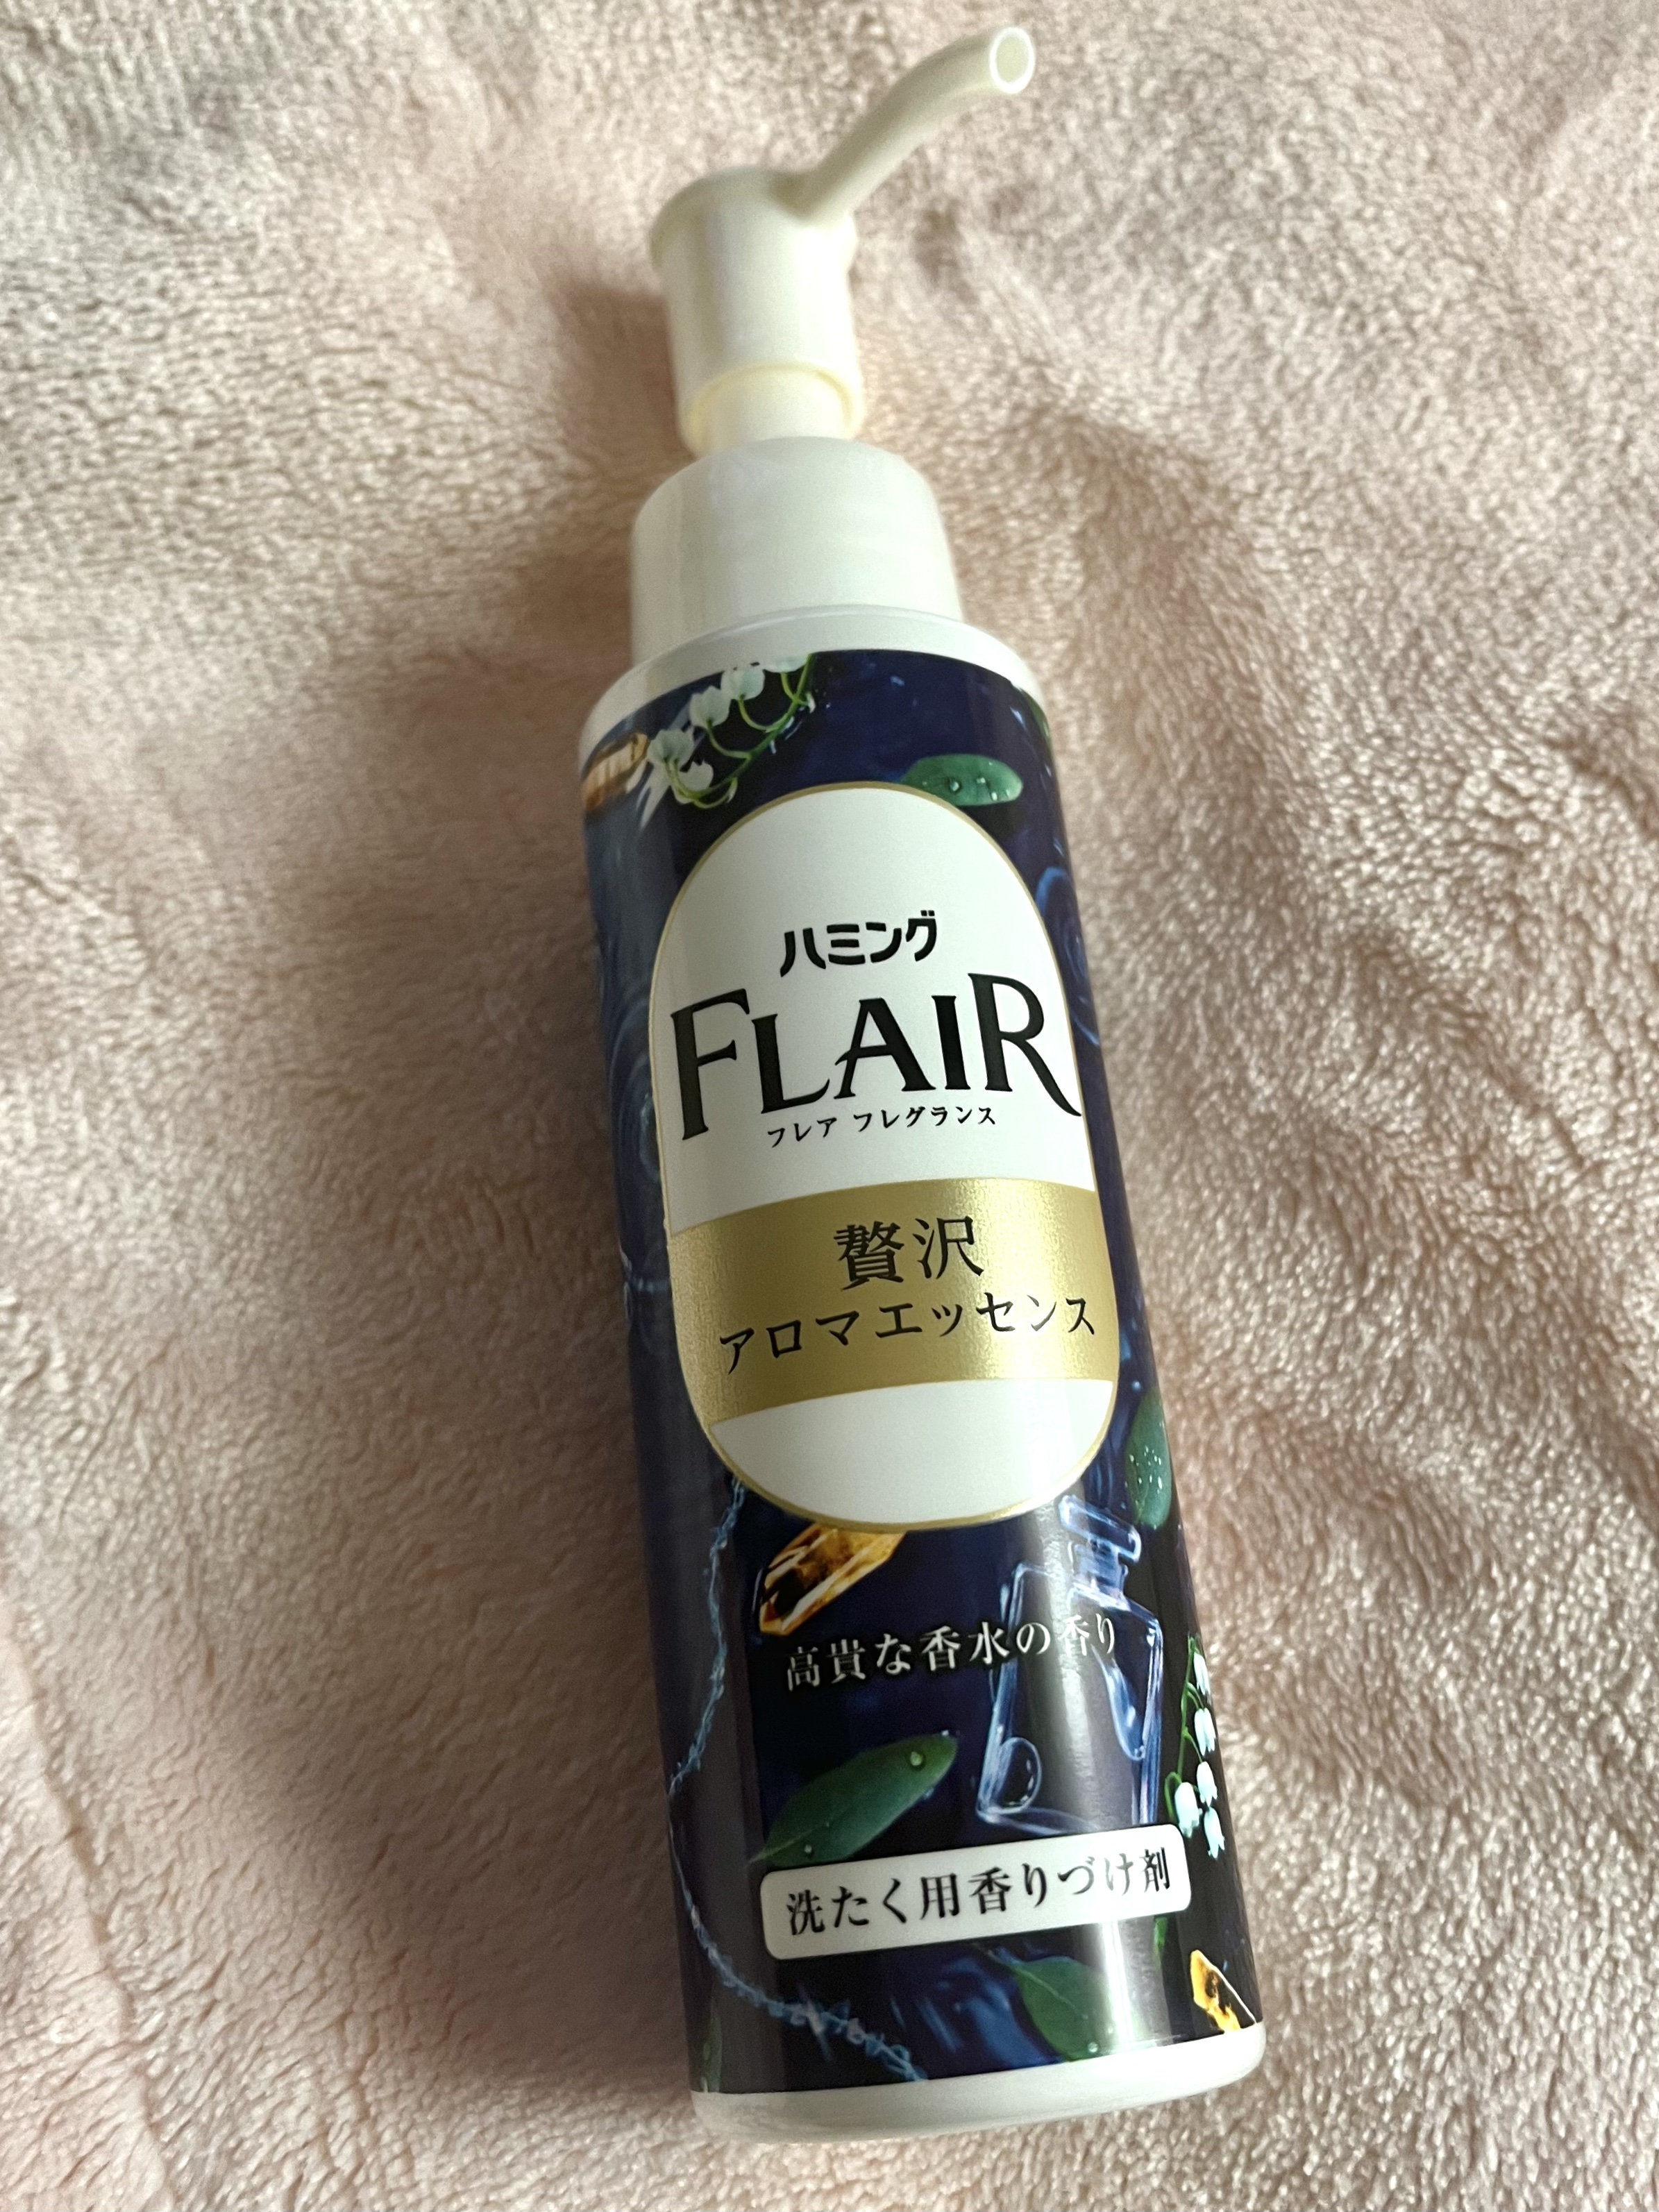 ハミング
FLAIR
フレア フレグランス
贅沢
アロマエッセンス
高貴な香水の香り
洗たく用香りづけ剤